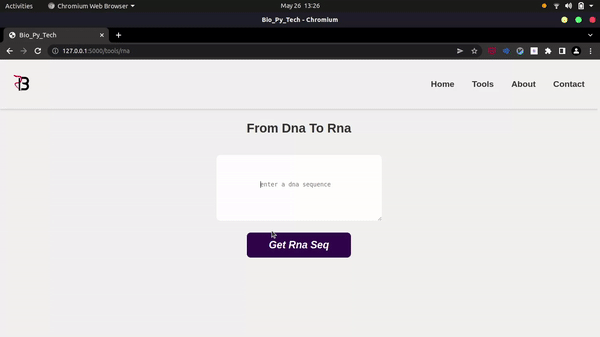 Activities
Chromium Web Browser
May 26 13:26
Bio_Py_Tech - Chromium
Bio_Py_Tech
127.0.0.1:5000/tools/rna
Home
Tools
About
Contact
From Dna To Rna
enter a dna sequence
Get Rna Seq